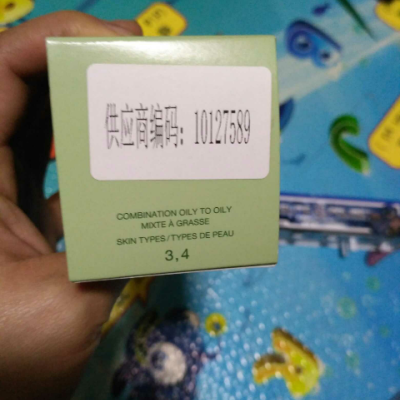 供应商编码：10127589
COMBINATION OILY TO OILY
MIXTE À GRASSE
SKIN TYPES/TYPES DE PEAU
3,4